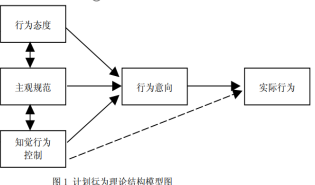 行为态度
主观规范
行为意向
实际行为
知觉行为
控制
图 1 计划行为理论结构模型图